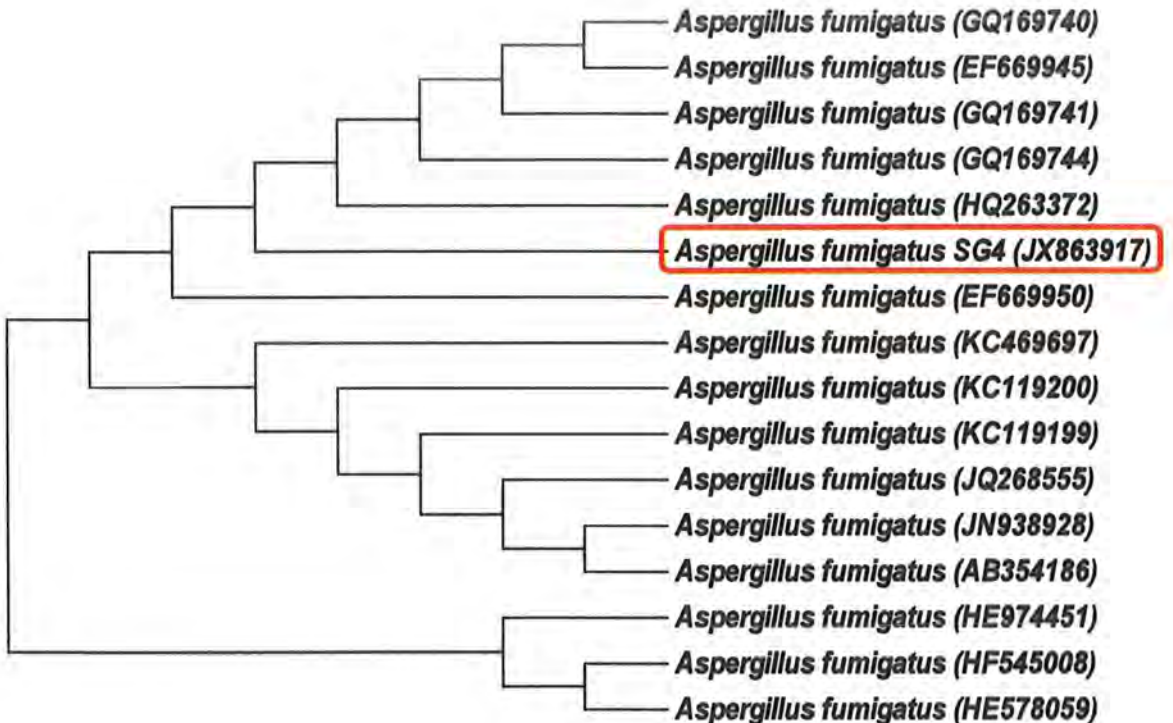 Aspergillus fumigatus (GQ169740)
Aspergillus fumigatus (EF669945)
Aspergillus fumigatus (GQ169741)
Aspergillus fumigatus (GQ169744)
Aspergillus fumigatus (HQ263372)
Aspergillus fumigatus SG4 (JX863917)
Aspergillus fumigatus (EF669950)
Aspergillus fumigatus (KC469697)
Aspergillus fumigatus (KC119200)
Aspergillus fumigatus (KC119199)
Aspergillus fumigatus (JQ268555)
Aspergillus fumigatus (JN938928)
Aspergillus fumigatus (AB354186)
Aspergillus fumigatus (HE974451)
Aspergillus fumigatus (HF545008)
Aspergillus fumigatus (HE578059)